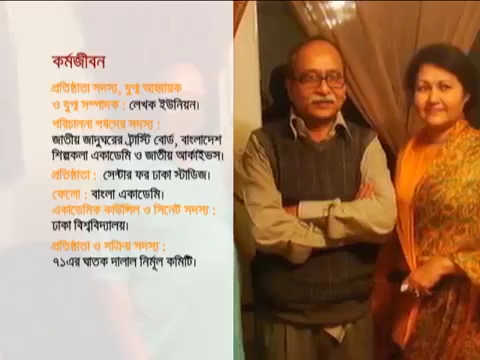 কর্মজীবন
প্রতিষ্ঠাতা সদস্য, যুগ্ম আহ্বায়ক
ও যুগ্ম সম্পাদক : লেখক ইউনিয়ন।
পরিচালনা পর্ষদের সদস্য :
জাতীয় জাদুঘরের ট্রাস্টি বোর্ড, বাংলাদেশ
শিল্পকলা একাডেমি ও জাতীয় আর্কাইভস।
প্রতিষ্ঠাতা : সেন্টার ফর ঢাকা স্টাডিজ।
ফেলো : বাংলা একাডেমি।
একাডেমিক কাউন্সিল ও সিনেট সদস্য :
ঢাকা বিশ্ববিদ্যালয়।
প্রতিষ্ঠাতা ও সক্রিয় সদস্য :
৭১এর ঘাতক দালাল নির্মূল কমিটি।